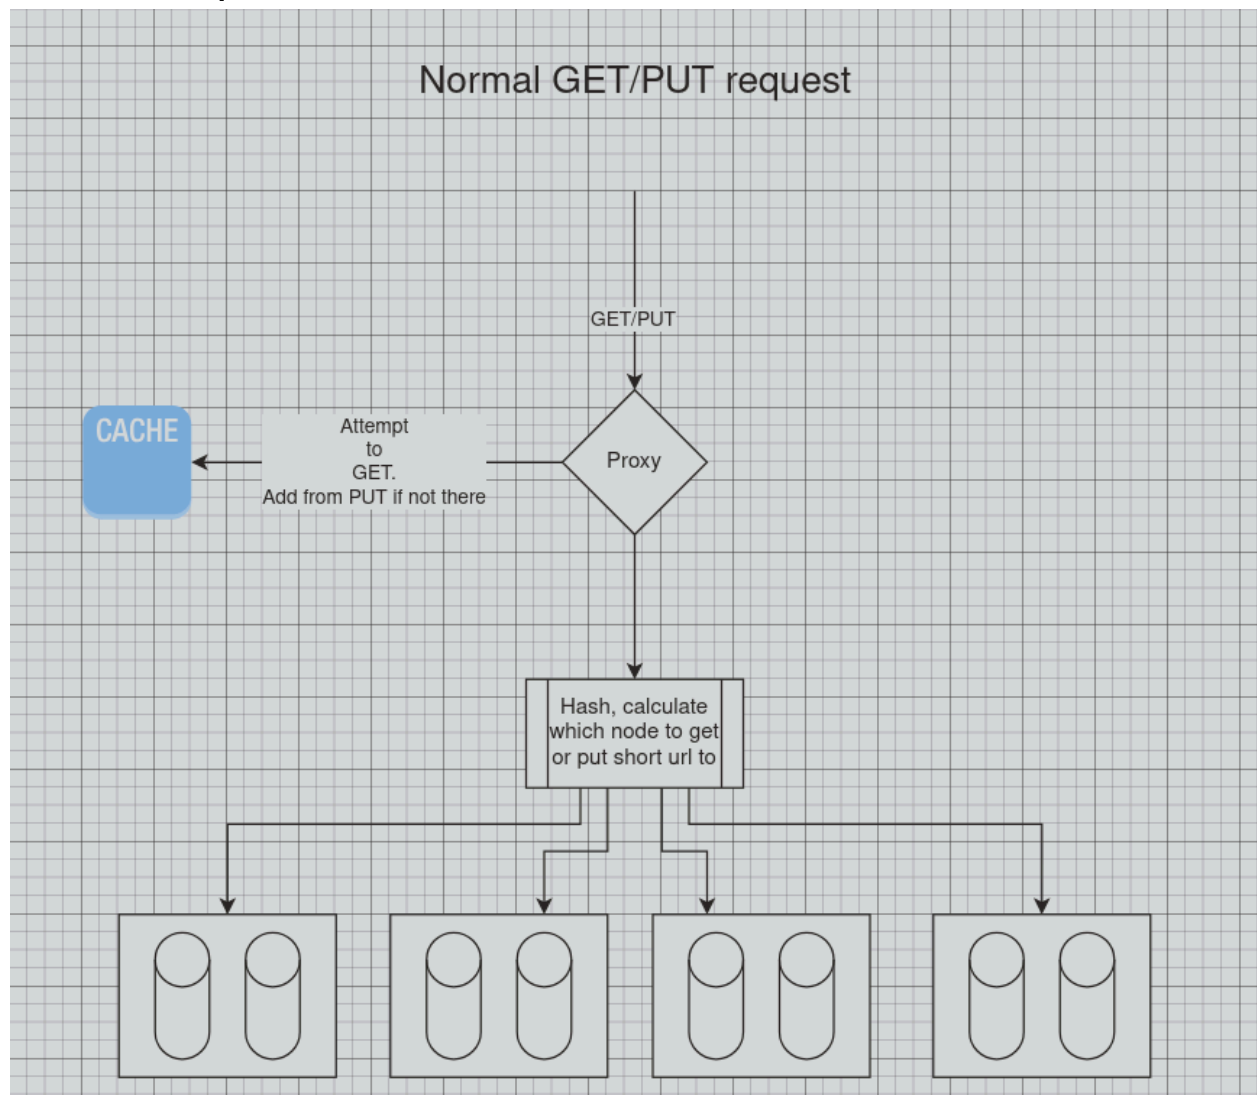 Normal GET/PUT request
GET/PUT
CACHE
Attempt
to
GET.
Add from PUT if not there
Proxy
Hash, calculate
which node to get
or put short url to